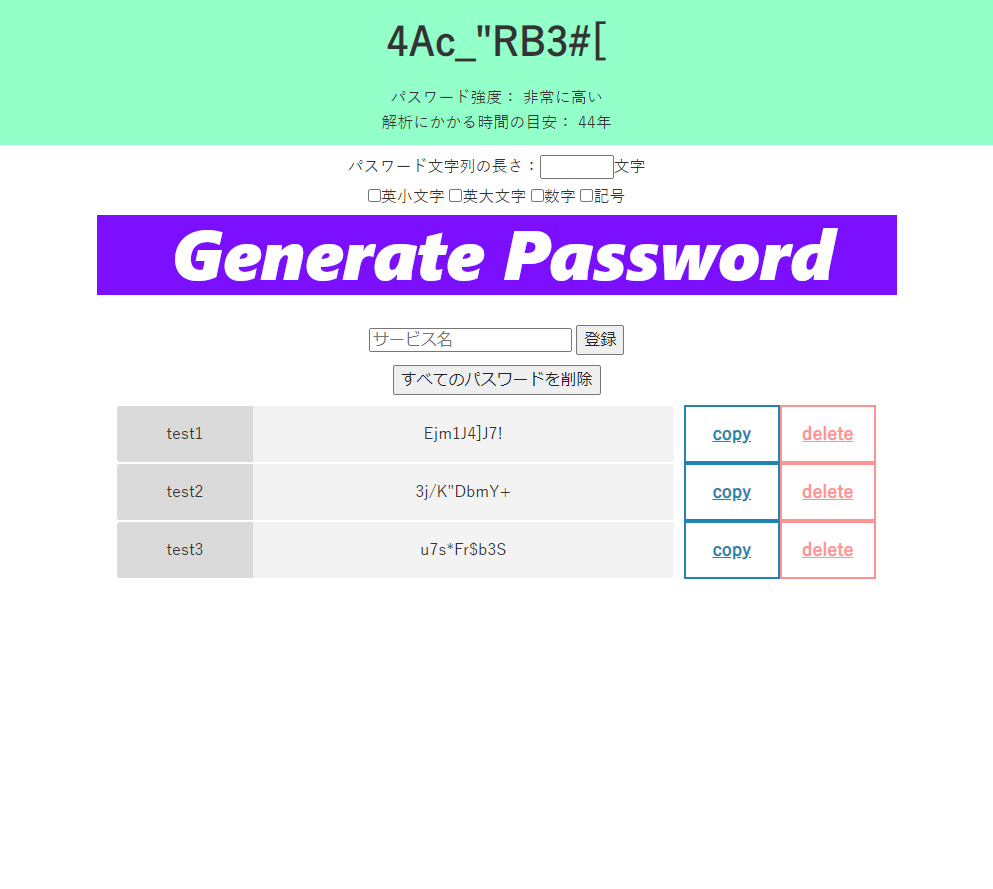 4Ac_"RB3#[
パスワード強度： 非常に高い
解析にかかる時間の目安： 44年
パスワード文字列の長さ：文字
英小文字 英大文字 数字 記号
Generate Password
サービス名 登録
すべてのパスワードを削除
test1 Ejm1J4]J7! copy delete
test2 3j/K"DbmY+ copy delete
test3 u7s*Fr$b3S copy delete